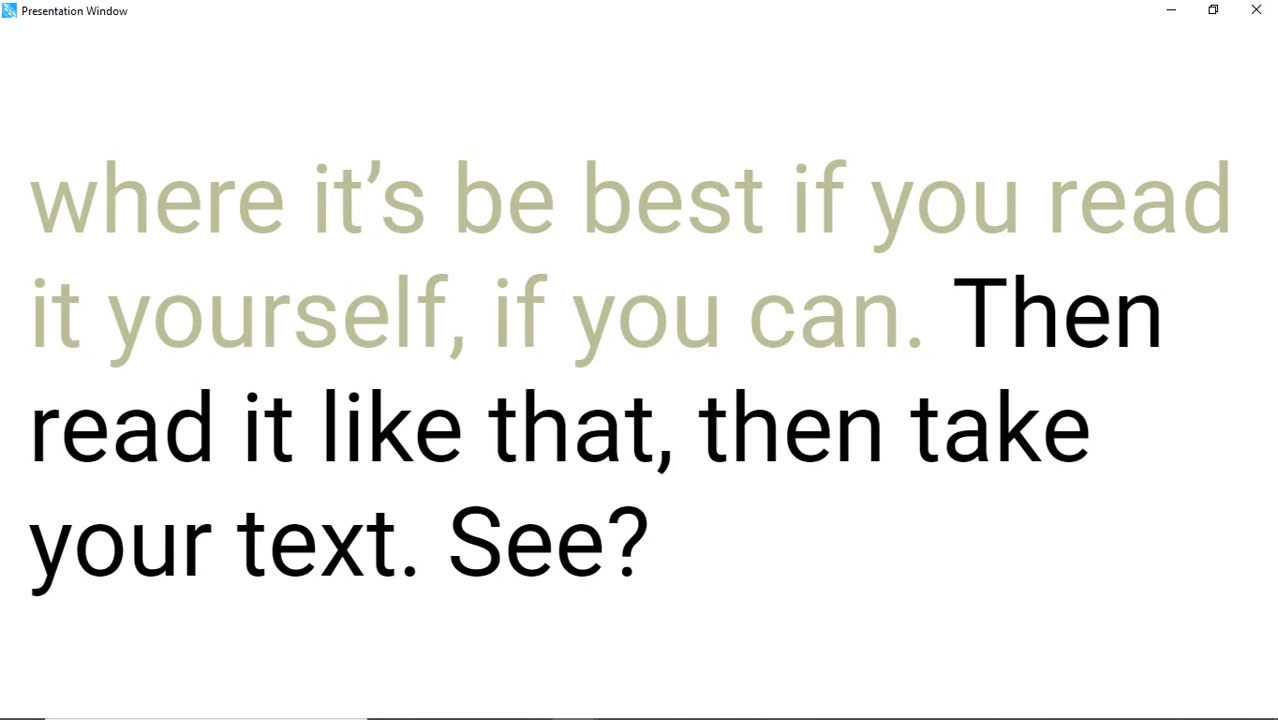 Presentation Window
where it’s be best if you read
it yourself, if you can. Then
read it like that, then take
your text. See?